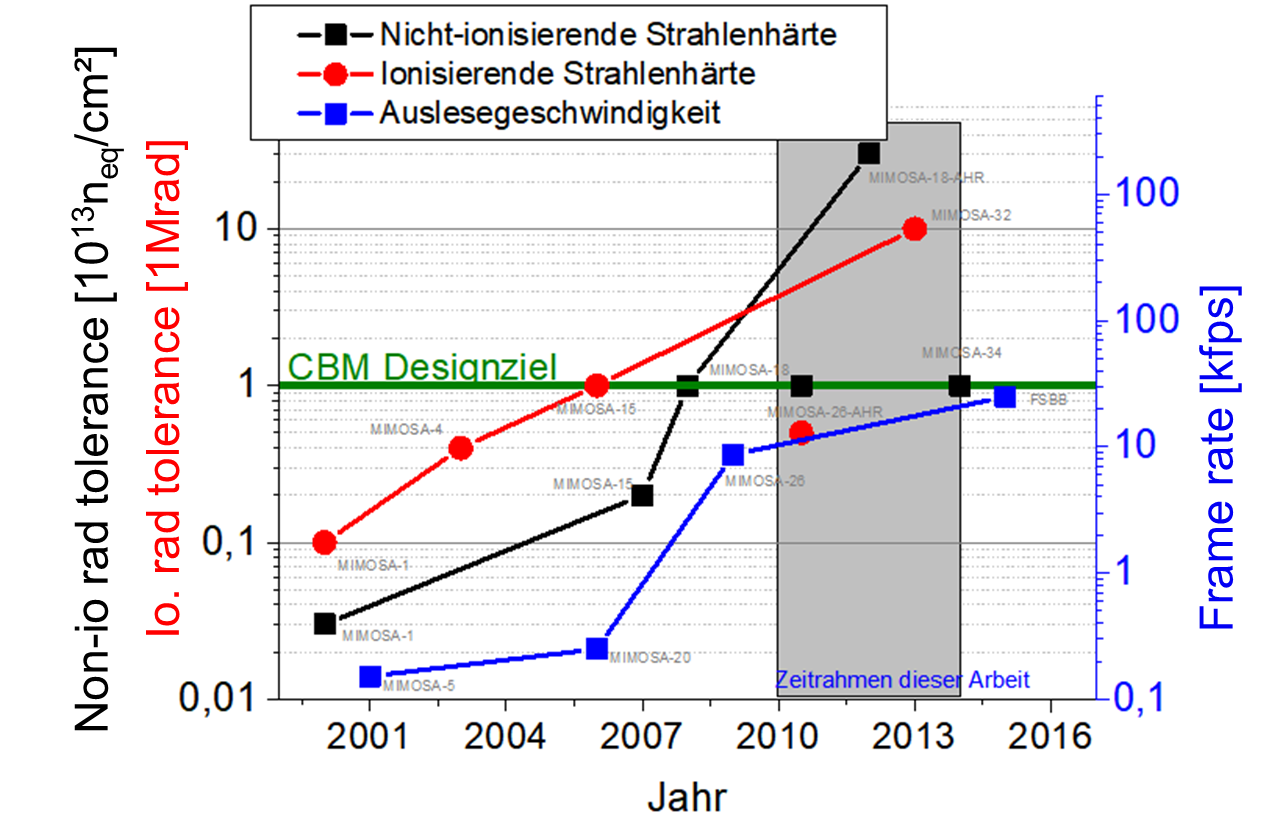 Nicht-ionisierende Strahlenhärte
Ionisierende Strahlenhärte
Auslesegeschwindigkeit
Non-io rad tolerance [10¹³n_eq/cm²]
Io. rad tolerance [1Mrad]
10
1
0,1
0,01
CBM Designziel
MIMOSA-18-AHR
MIMOSA-32
MIMOSA-34
MIMOSA-18
MIMOSA-15
MIMOSA-26-AHR
FSBB
MIMOSA-4
MIMOSA-15
MIMOSA-26
MIMOSA-1
MIMOSA-1
MIMOSA-20
MIMOSA-5
Zeitrahmen dieser Arbeit
100
100
10
1
0,1
Frame rate [kfps]
2001
2004
2007
2010
2013
2016
Jahr